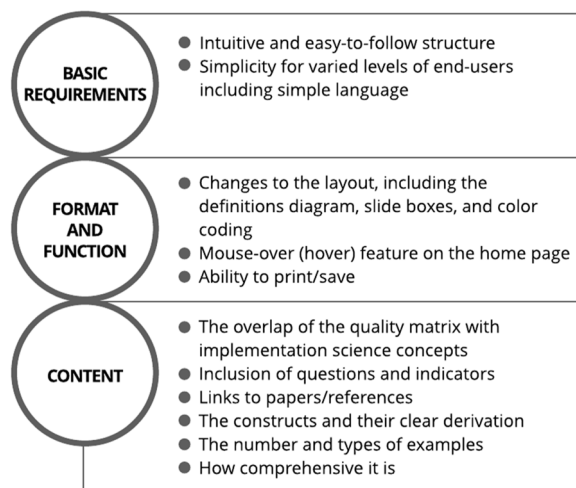 BASIC
REQUIREMENTS
● Intuitive and easy-to-follow structure
● Simplicity for varied levels of end-users
including simple language
FORMAT
AND
FUNCTION
● Changes to the layout, including the
definitions diagram, slide boxes, and color
coding
● Mouse-over (hover) feature on the home page
● Ability to print/save
CONTENT
● The overlap of the quality matrix with
implementation science concepts
● Inclusion of questions and indicators
● Links to papers/references
● The constructs and their clear derivation
● The number and types of examples
● How comprehensive it is